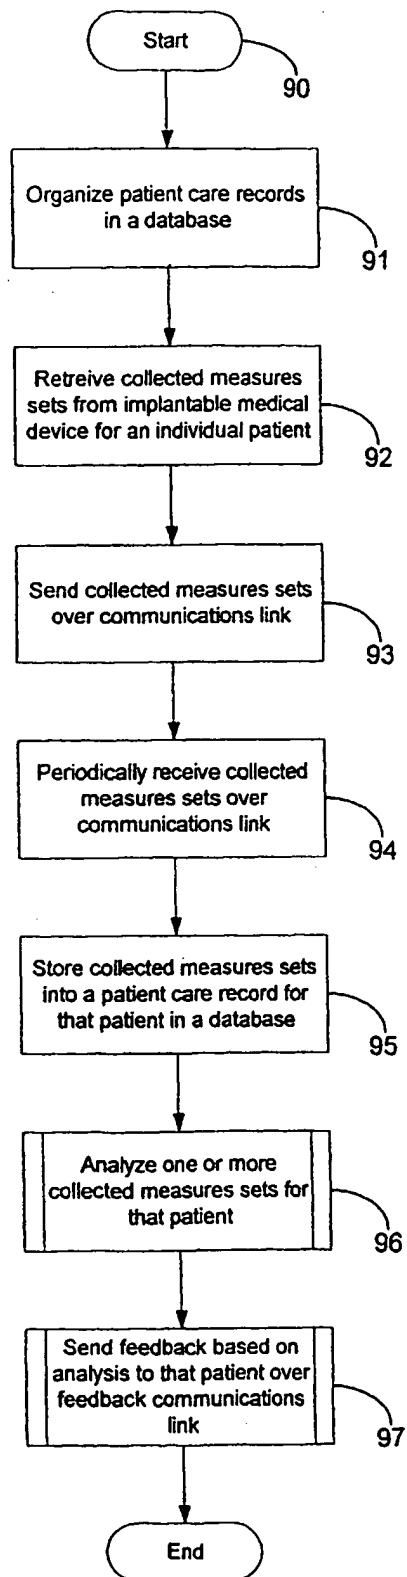 Start
90
Organize patient care records
in a database
91
Retreive collected measures
sets from implantable medical
device for an individual patient
92
Send collected measures sets
over communications link
93
Periodically receive collected
measures sets over
communications link
94
Store collected measures sets
into a patient care record for
that patient in a database
95
Analyze one or more
collected measures sets for
that patient
96
Send feedback based on
analysis to that patient over
feedback communications
link
97
End